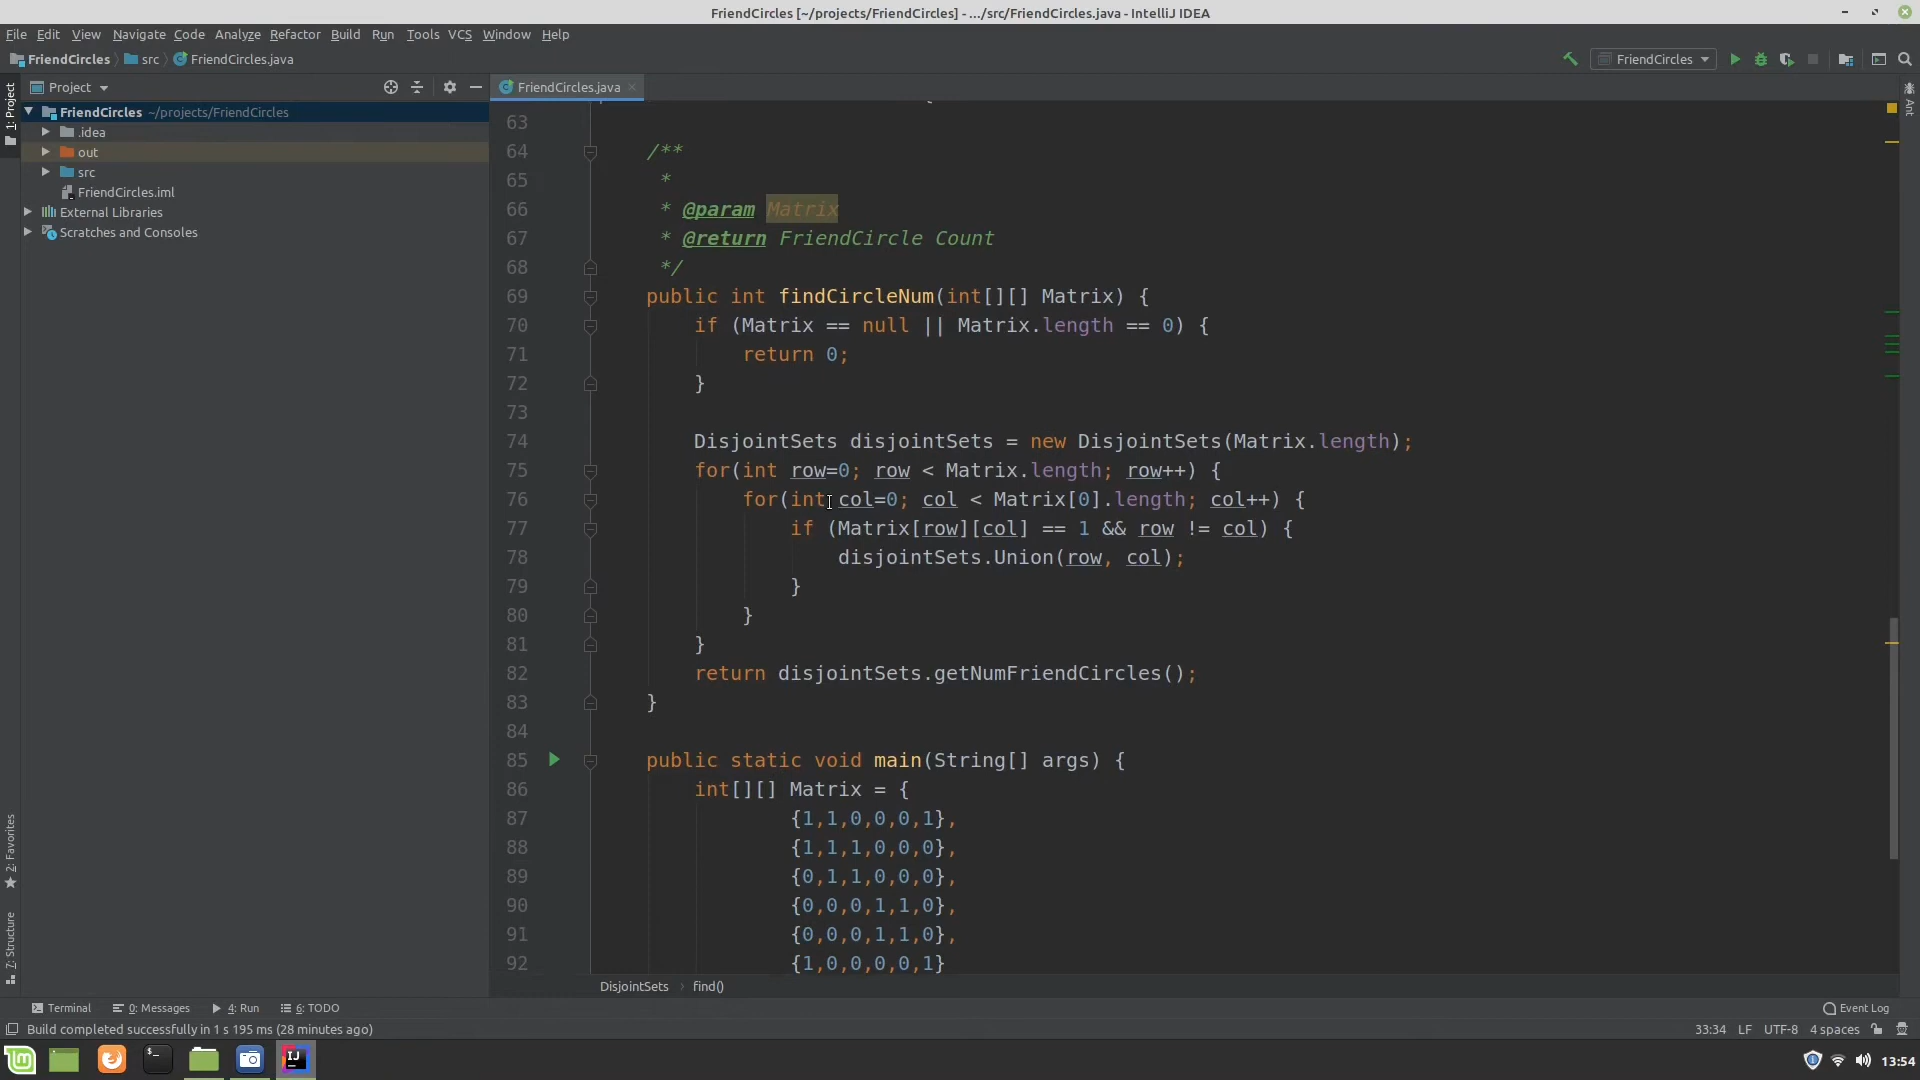 FriendCircles [~/projects/FriendCircles] - .../src/FriendCircles.java - IntelliJ IDEA
File Edit View Navigate Code Analyze Refactor Build Run Tools VCS Window Help
FriendCircles src FriendCircles.java FriendCircles
1: Project
Project
FriendCircles.java
Ant
FriendCircles ~/projects/FriendCircles
.idea
out
src
FriendCircles.iml
External Libraries
Scratches and Consoles
63
64 /**
65 *
66 * @param Matrix
67 * @return FriendCircle Count
68 */
69 public int findCircleNum(int[][] Matrix) {
70 if (Matrix == null || Matrix.length == 0) {
71 return 0;
72 }
73
74 DisjointSets disjointSets = new DisjointSets(Matrix.length);
75 for(int row=0; row < Matrix.length; row++) {
76 for(int col=0; col < Matrix[0].length; col++) {
77 if (Matrix[row][col] == 1 && row != col) {
78 disjointSets.Union(row, col);
79 }
80 }
81 }
82 return disjointSets.getNumFriendCircles();
83 }
84
85 public static void main(String[] args) {
86 int[][] Matrix = {
87 {1,1,0,0,0,1},
88 {1,1,1,0,0,0},
89 {0,1,1,0,0,0},
90 {0,0,0,1,1,0},
91 {0,0,0,1,1,0},
92 {1,0,0,0,0,1}
2: Favorites
7: Structure
DisjointSets find()
Terminal 0: Messages 4: Run 6: TODO Event Log
Build completed successfully in 1 s 195 ms (28 minutes ago) 33:34 LF UTF-8 4 spaces
IJ
13:54